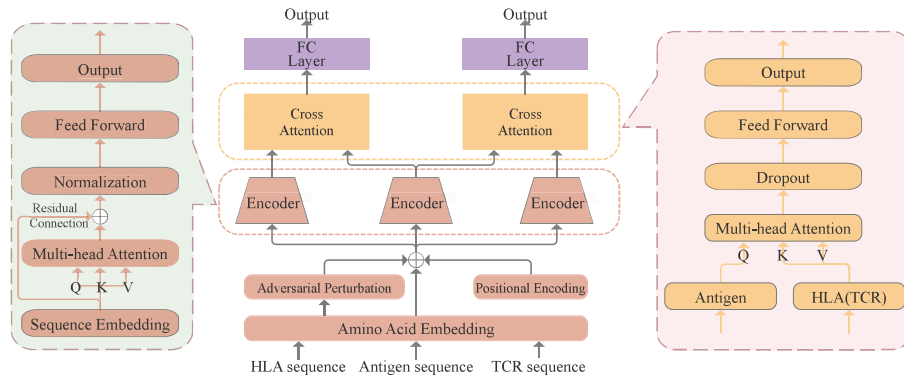 Output
Feed Forward
Normalization
Residual
Connection
Multi-head Attention
Q K V
Sequence Embedding
Output
Output
FC
Layer
FC
Layer
Cross
Attention
Cross
Attention
Encoder
Encoder
Encoder
Adversarial Perturbation
Positional Encoding
Amino Acid Embedding
HLA sequence
Antigen sequence
TCR sequence
Output
Feed Forward
Dropout
Multi-head Attention
Q K V
Antigen
HLA(TCR)